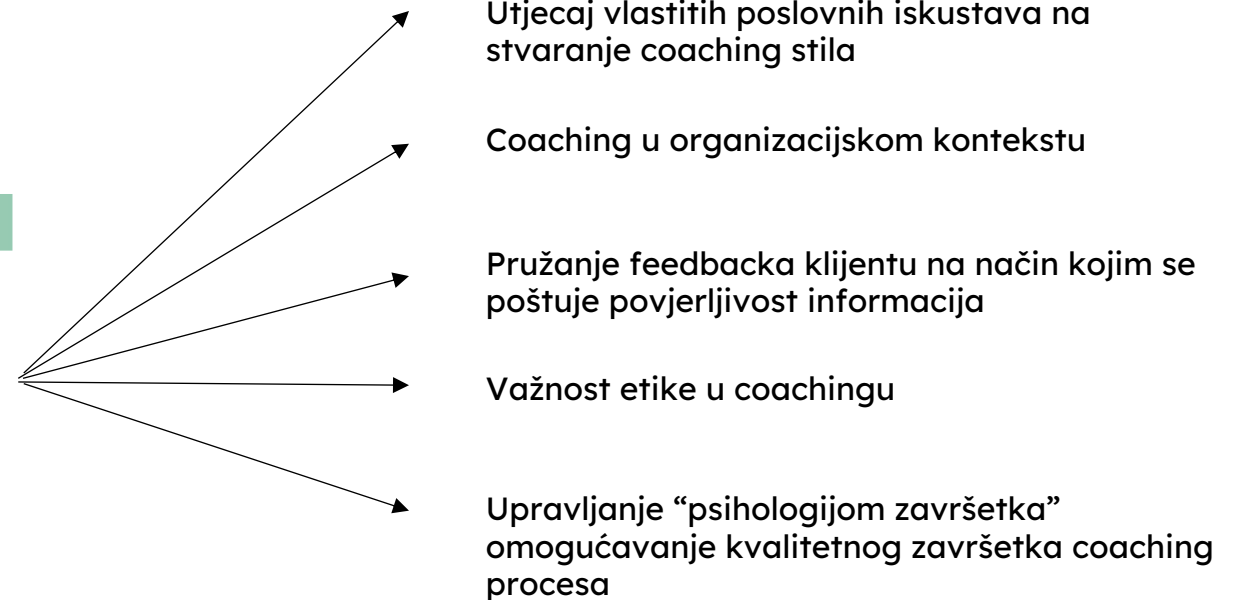 Utjecaj vlastitih poslovnih iskustava na
stvaranje coaching stila
Coaching u organizacijskom kontekstu
Pružanje feedbacka klijentu na način kojim se
poštuje povjerljivost informacija
Važnost etike u coachingu
Upravljanje “psihologijom završetka”
omogućavanje kvalitetnog završetka coaching
procesa